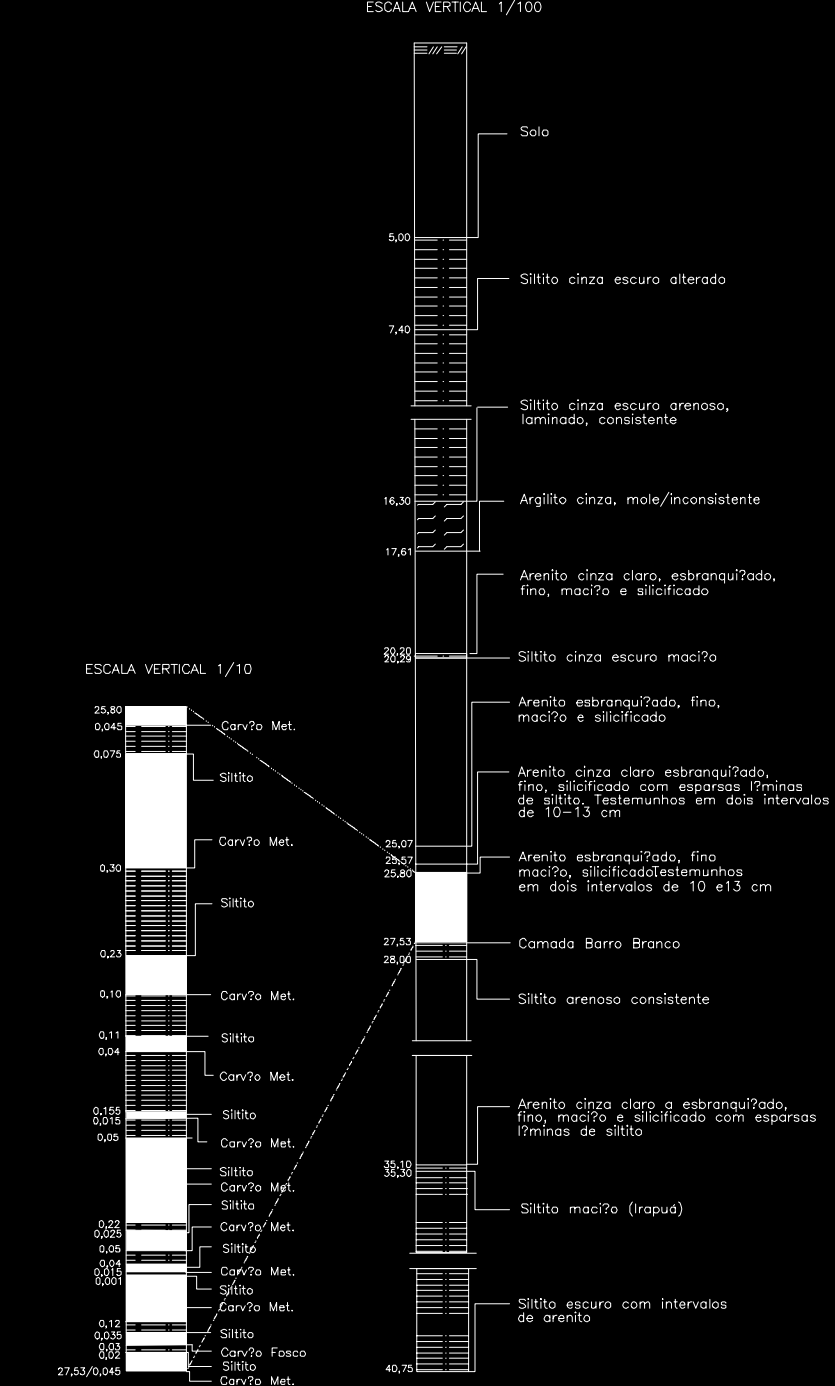 ESCALA VERTICAL 1/100
Solo
5,00
Siltito cinza escuro alterado
7,40
Siltito cinza escuro arenoso,
laminado, consistente
16,30
Argilito cinza, mole/inconsistente
17,61
Arenito cinza claro, esbranqui?ado,
fino, maci?o e silicificado
20,20
20,29
Siltito cinza escuro maci?o
Arenito esbranqui?ado, fino,
maci?o e silicificado
Arenito cinza claro esbranqui?ado,
fino, silicificado com esparsas l?minas
de siltito. Testemunhos em dois intervalos
de 10-13 cm
25,07
25,57
25,80
Arenito esbranqui?ado, fino
maci?o, silicificadoTestemunhos
em dois intervalos de 10 e13 cm
27,53
Camada Barro Branco
28,00
Siltito arenoso consistente
Arenito cinza claro a esbranqui?ado,
fino, maci?o e silicificado com esparsas
l?minas de siltito
35,10
35,30
Siltito maci?o (Irapuá)
Siltito escuro com intervalos
de arenito
40,75
ESCALA VERTICAL 1/10
25,80
0,045
Carv?o Met.
0,075
Siltito
Carv?o Met.
0,30
Siltito
0,23
0,10
Carv?o Met.
0,11
Siltito
0,04
Carv?o Met.
0,155
Siltito
0,015
0,05
Carv?o Met.
Siltito
Carv?o Met.
Siltito
0,22
0,025
Carv?o Met.
0,05
Siltito
0,04
0,015
Carv?o Met.
0,001
Siltito
Carv?o Met.
0,12
0,035
Siltito
0,03
0,02
Carv?o Fosco
Siltito
27,53/0,045
Carv?o Met.